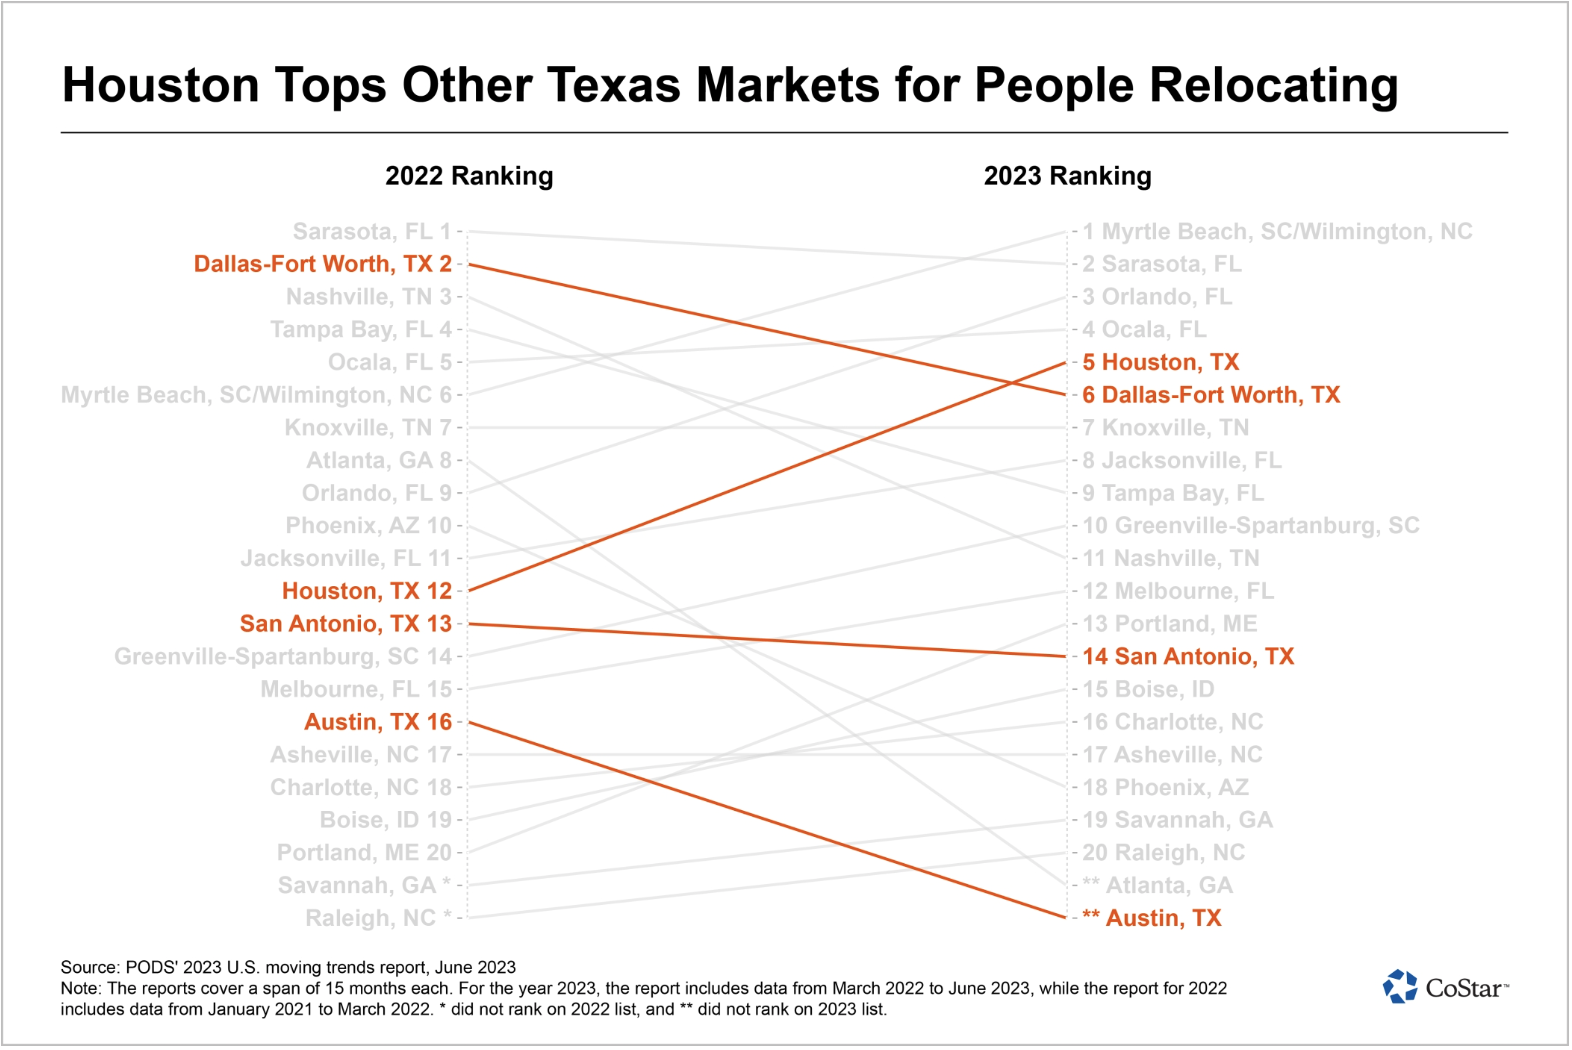 Houston Tops Other Texas Markets for People Relocating
2022 Ranking
2023 Ranking
Sarasota, FL 1
Dallas-Fort Worth, TX 2
Nashville, TN 3
Tampa Bay, FL 4
Ocala, FL 5
Myrtle Beach, SC/Wilmington, NC 6
Knoxville, TN 7
Atlanta, GA 8
Orlando, FL 9
Phoenix, AZ 10
Jacksonville, FL 11
Houston, TX 12
San Antonio, TX 13
Greenville-Spartanburg, SC 14
Melbourne, FL 15
Austin, TX 16
Asheville, NC 17
Charlotte, NC 18
Boise, ID 19
Portland, ME 20
Savannah, GA *
Raleigh, NC *
1 Myrtle Beach, SC/Wilmington, NC
2 Sarasota, FL
3 Orlando, FL
4 Ocala, FL
5 Houston, TX
6 Dallas-Fort Worth, TX
7 Knoxville, TN
8 Jacksonville, FL
9 Tampa Bay, FL
10 Greenville-Spartanburg, SC
11 Nashville, TN
12 Melbourne, FL
13 Portland, ME
14 San Antonio, TX
15 Boise, ID
16 Charlotte, NC
17 Asheville, NC
18 Phoenix, AZ
19 Savannah, GA
20 Raleigh, NC
** Atlanta, GA
** Austin, TX
Source: PODS' 2023 U.S. moving trends report, June 2023
Note: The reports cover a span of 15 months each. For the year 2023, the report includes data from March 2022 to June 2023, while the report for 2022
includes data from January 2021 to March 2022. * did not rank on 2022 list, and ** did not rank on 2023 list.
CoStar™